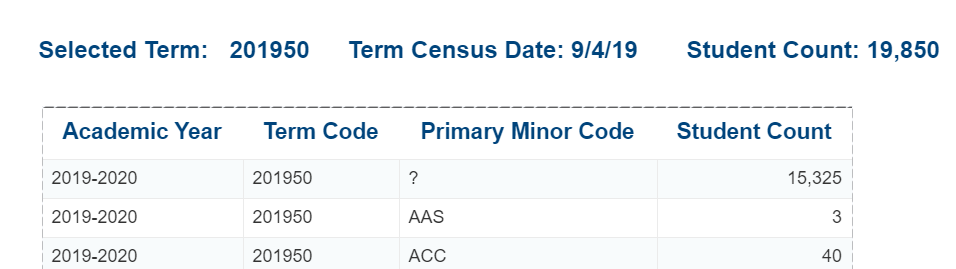 Selected Term: 201950 Term Census Date: 9/4/19 Student Count: 19,850
Academic Year Term Code Primary Minor Code Student Count
2019-2020 201950 ? 15,325
2019-2020 201950 AAS 3
2019-2020 201950 ACC 40